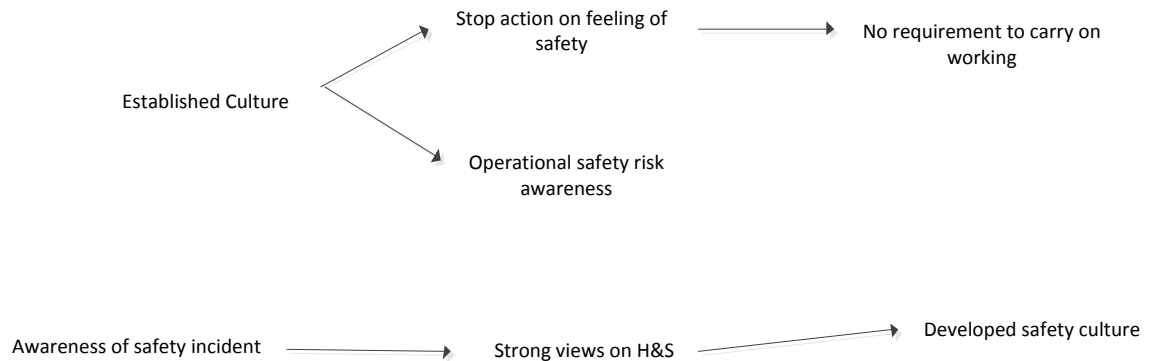 Stop action on feeling of
safety
No requirement to carry on
working
Established Culture
Operational safety risk
awareness
Awareness of safety incident
Strong views on H&S
Developed safety culture